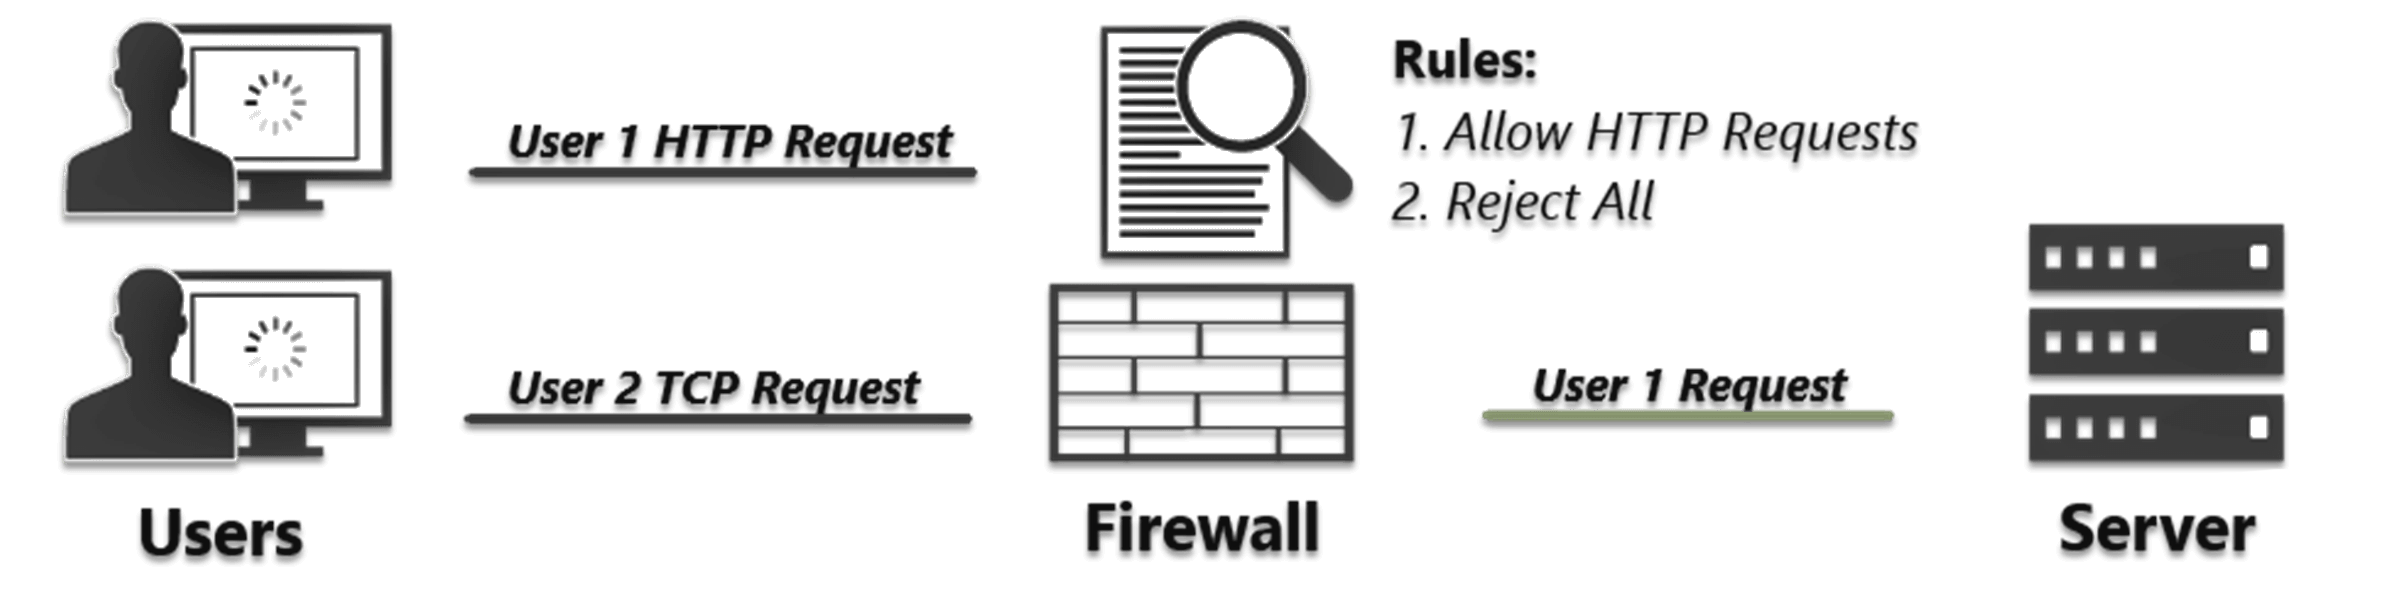 User 1 HTTP Request
Rules:
1. Allow HTTP Requests
2. Reject All
User 2 TCP Request
User 1 Request
Users
Firewall
Server